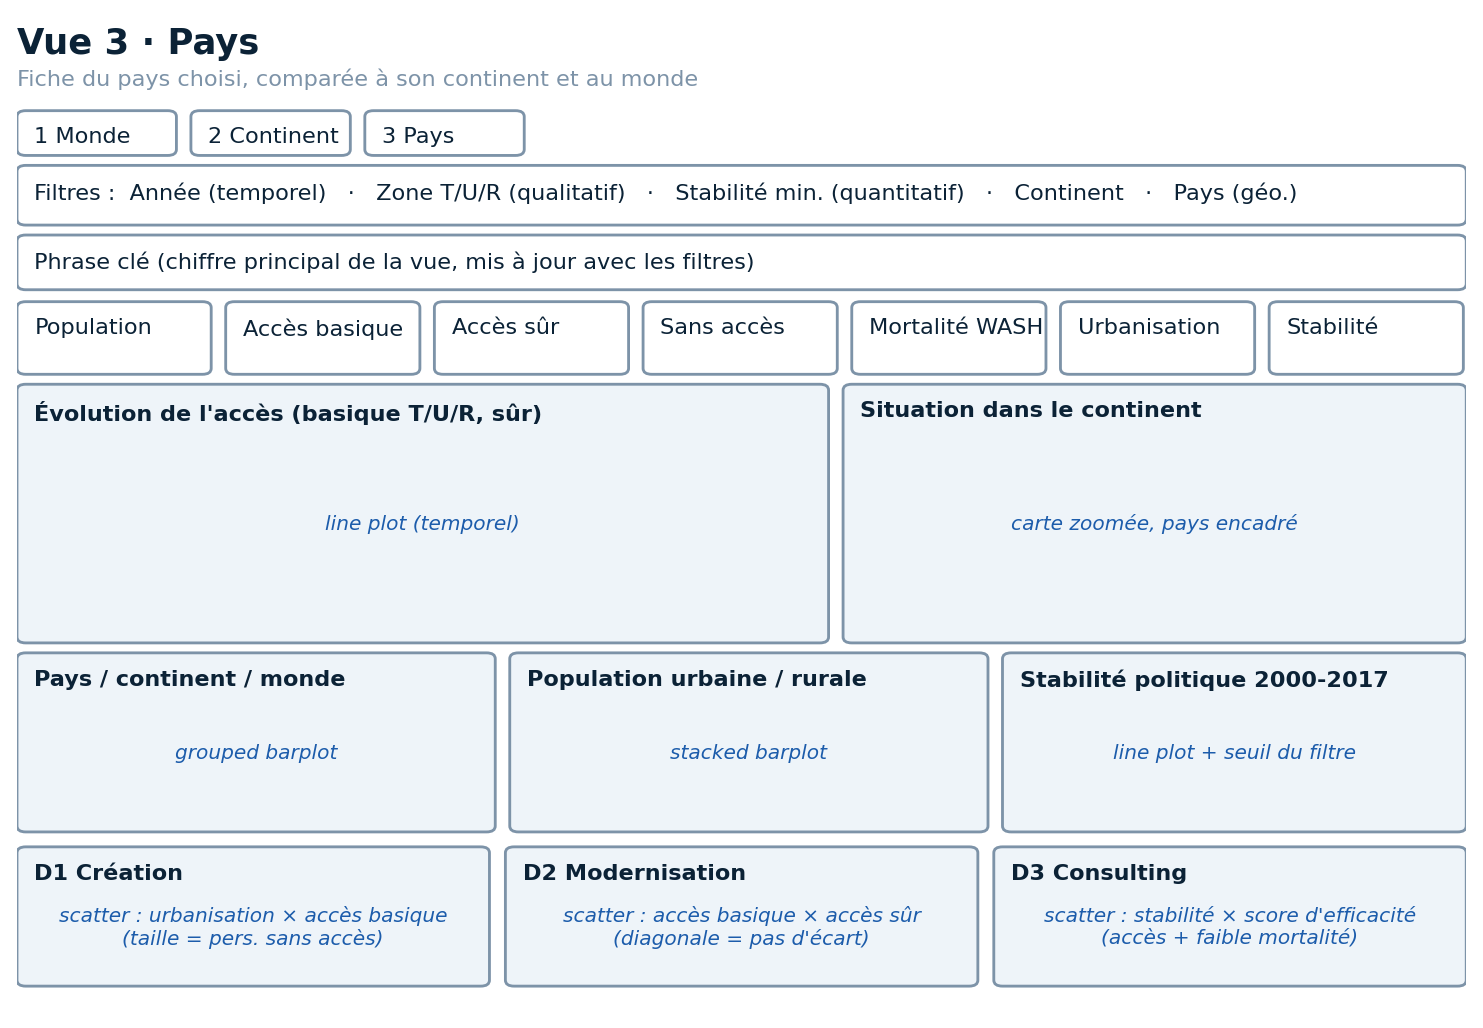 Vue 3 · Pays
Fiche du pays choisi, comparée à son continent et au monde
1 Monde
2 Continent
3 Pays
Filtres :  Année (temporel)   ·   Zone T/U/R (qualitatif)   ·   Stabilité min. (quantitatif)   ·   Continent   ·   Pays (géo.)
Phrase clé (chiffre principal de la vue, mis à jour avec les filtres)
Population
Accès basique
Accès sûr
Sans accès
Mortalité WASH
Urbanisation
Stabilité
Évolution de l'accès (basique T/U/R, sûr)
line plot (temporel)
Situation dans le continent
carte zoomée, pays encadré
Pays / continent / monde
grouped barplot
Population urbaine / rurale
stacked barplot
Stabilité politique 2000-2017
line plot + seuil du filtre
D1 Création
scatter : urbanisation × accès basique
(taille = pers. sans accès)
D2 Modernisation
scatter : accès basique × accès sûr
(diagonale = pas d'écart)
D3 Consulting
scatter : stabilité × score d'efficacité
(accès + faible mortalité)